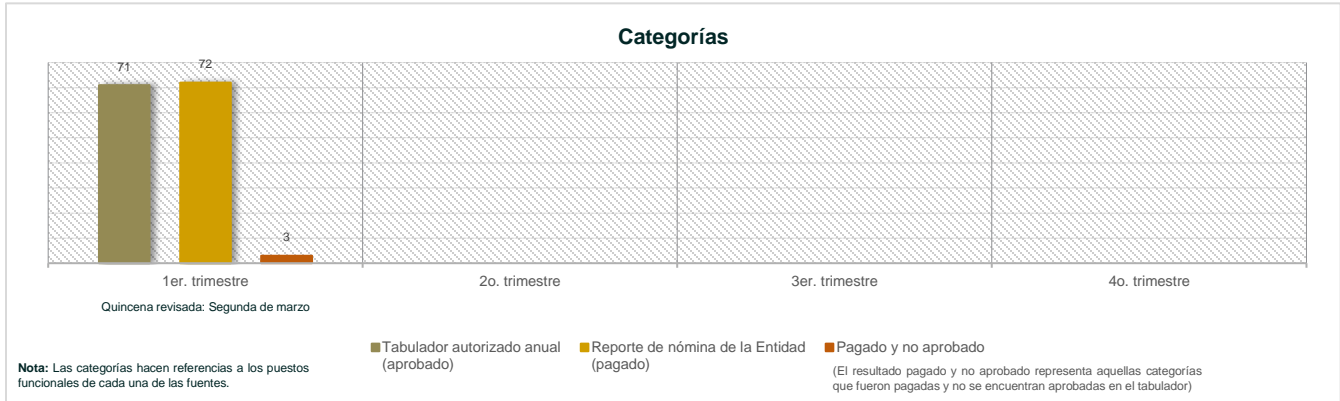 Categorías
71
72
3
1er. trimestre
2o. trimestre
3er. trimestre
4o. trimestre
Quincena revisada: Segunda de marzo
Tabulador autorizado anual
(aprobado)
Reporte de nómina de la Entidad
(pagado)
Pagado y no aprobado
(El resultado pagado y no aprobado representa aquellas categorías
que fueron pagadas y no se encuentran aprobadas en el tabulador)
Nota: Las categorías hacen referencias a los puestos
funcionales de cada una de las fuentes.